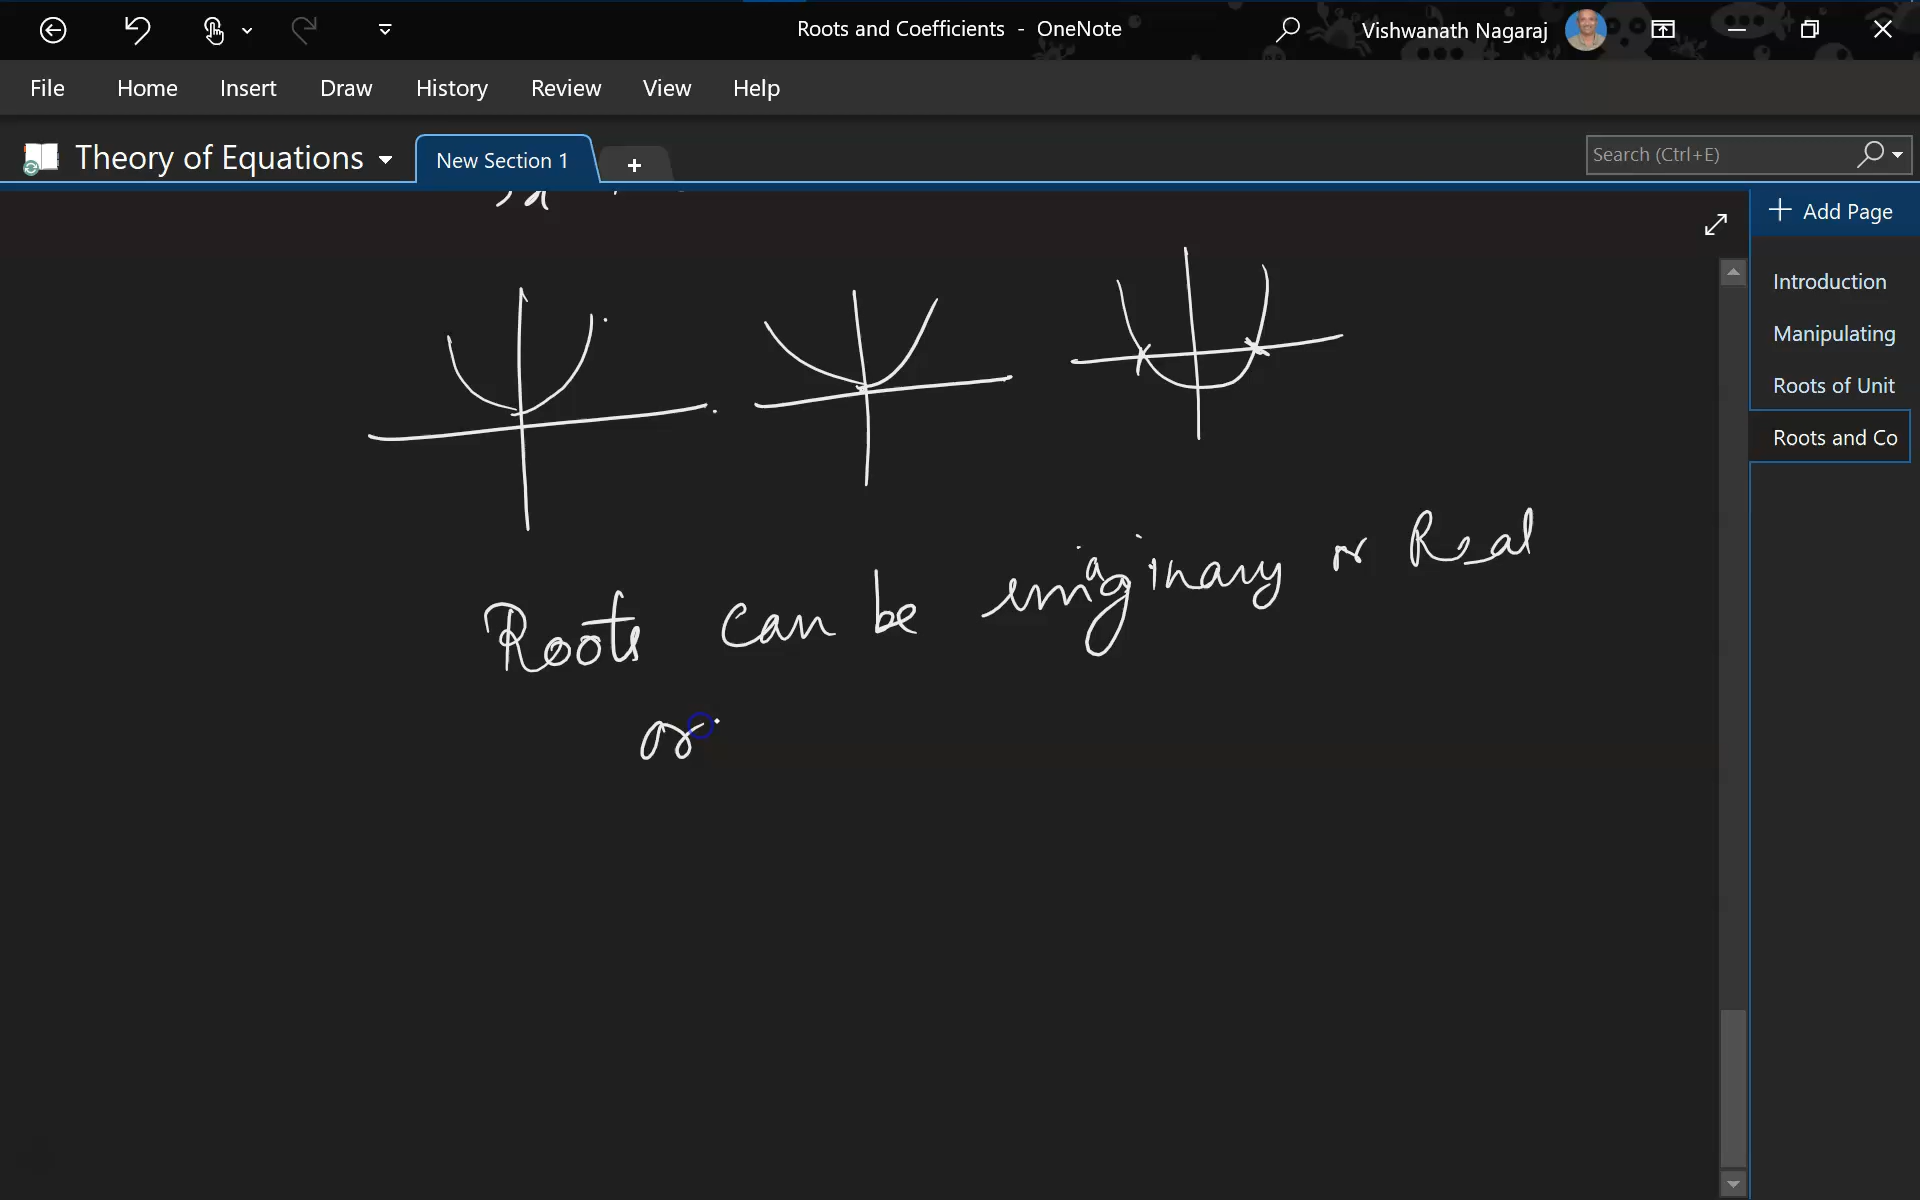 Roots and Coefficients - OneNote
Vishwanath Nagaraj
File Home Insert Draw History Review View Help
Theory of Equations
New Section 1
+
Search (Ctrl+E)
+ Add Page
Introduction
Manipulating
Roots of Unit
Roots and Co
Roots can be imaginary or Real
or